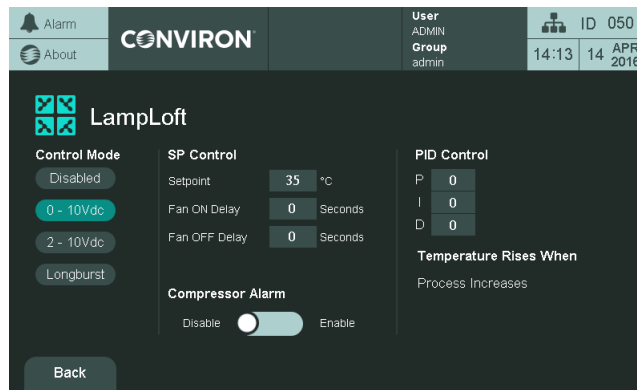 Alarm
About
CONVIRON
User
ADMIN
Group
admin
ID 050
14:13
14 APR 2016
LampLoft
Control Mode
Disabled
0 - 10Vdc
2 - 10Vdc
Longburst
SP Control
Setpoint 35 °C
Fan ON Delay 0 Seconds
Fan OFF Delay 0 Seconds
Compressor Alarm
Disable Enable
PID Control
P 0
I 0
D 0
Temperature Rises When
Process Increases
Back